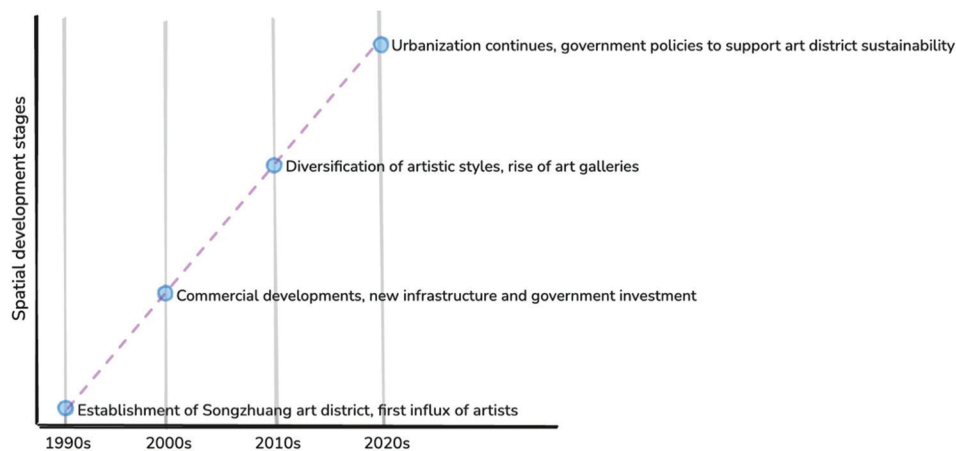 Urbanization continues, government policies to support art district sustainability
Diversification of artistic styles, rise of art galleries
Spatial development stages
Commercial developments, new infrastructure and government investment
Establishment of Songzhuang art district, first influx of artists
1990s 2000s 2010s 2020s